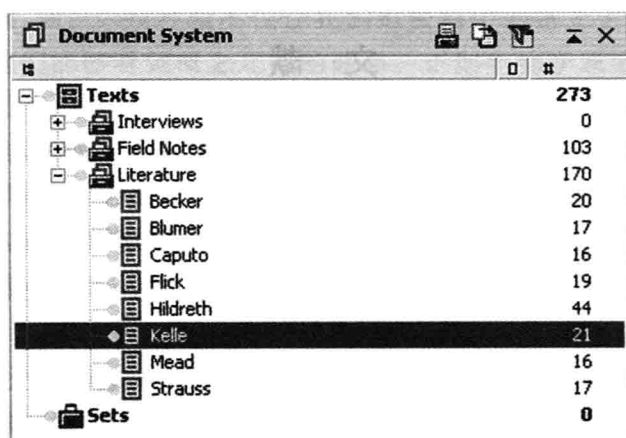 Document System
0 #
Texts 273
Interviews 0
Field Notes 103
Literature 170
Becker 20
Blumer 17
Caputo 16
Flick 19
Hildreth 44
Kelle 21
Mead 16
Strauss 17
Sets 0